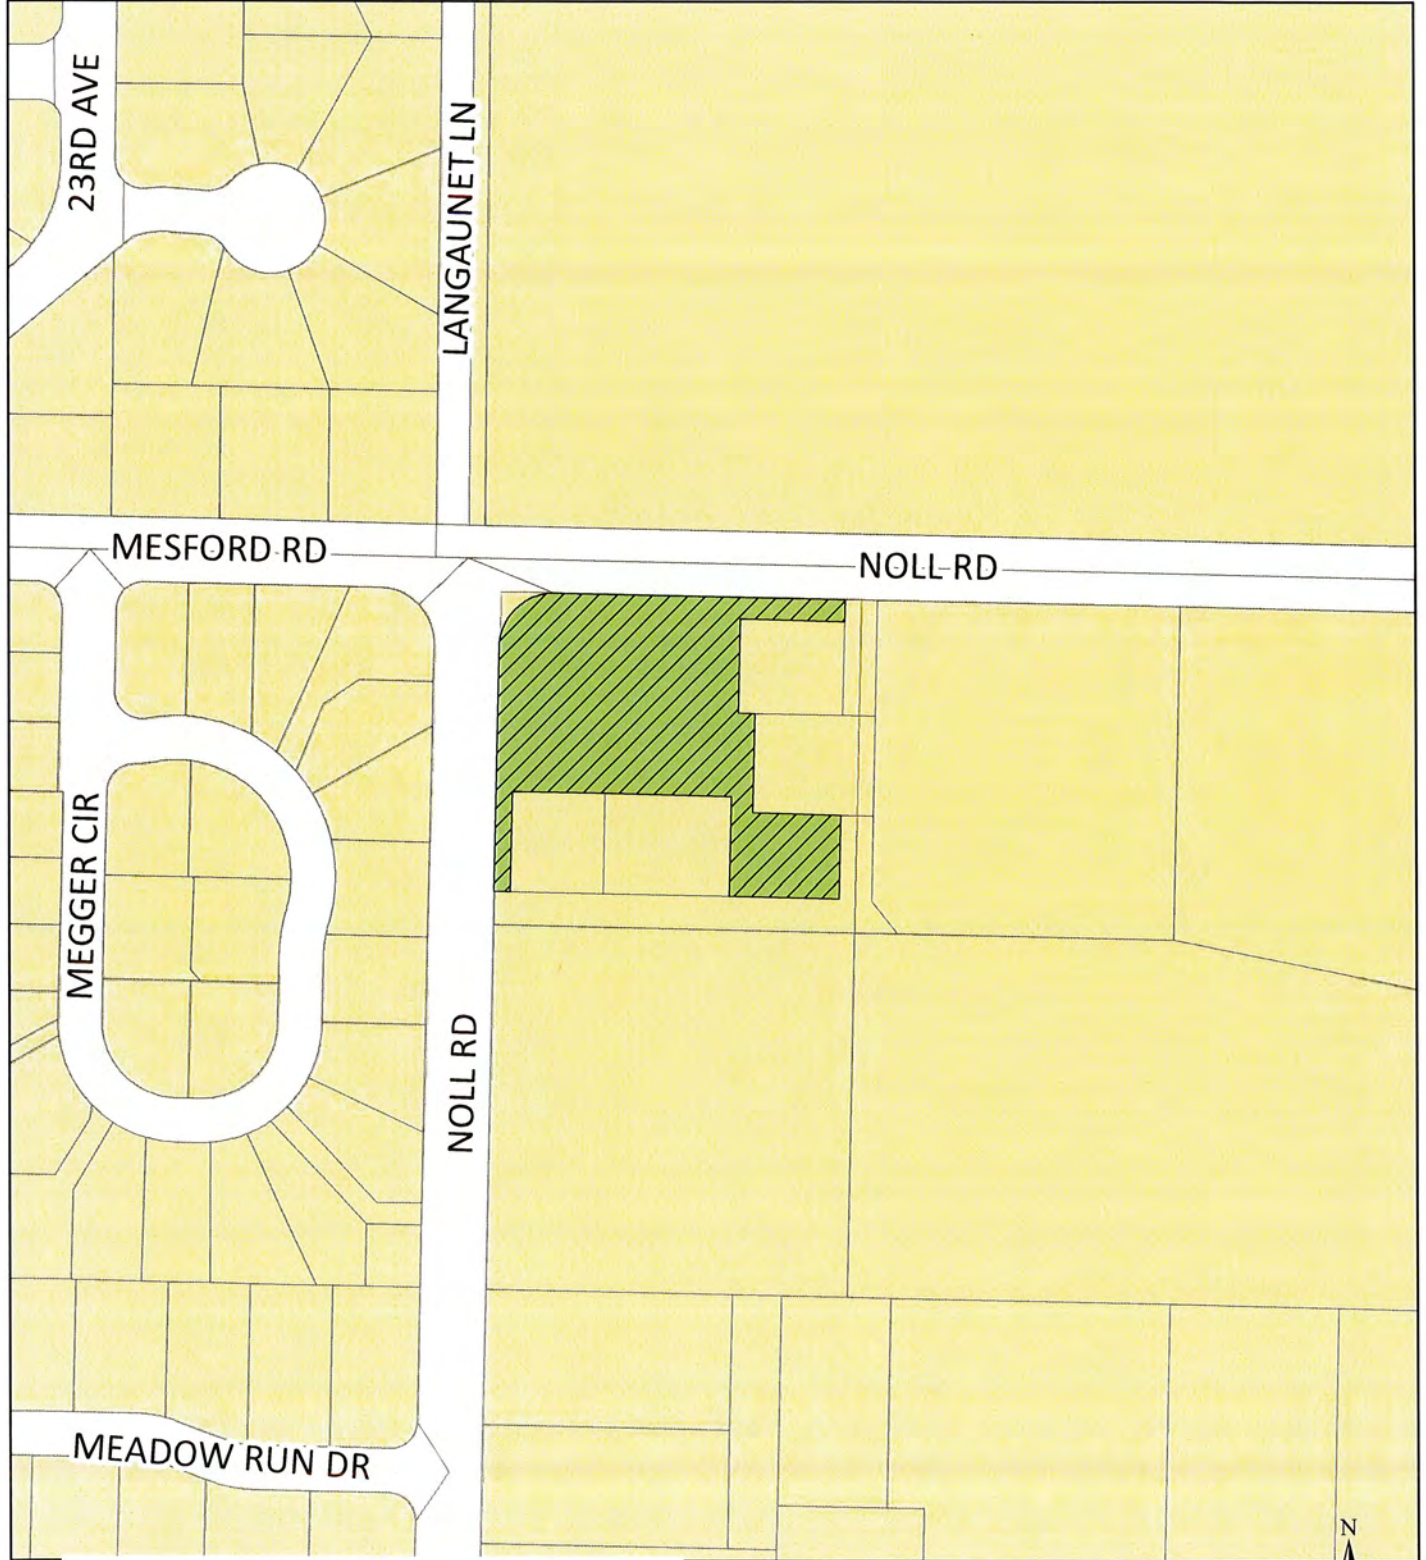 23RD AVE
LANGAUNET LN
MESFORD RD
NOLL RD
MEGGER CIR
NOLL RD
MEADOW RUN DR
N